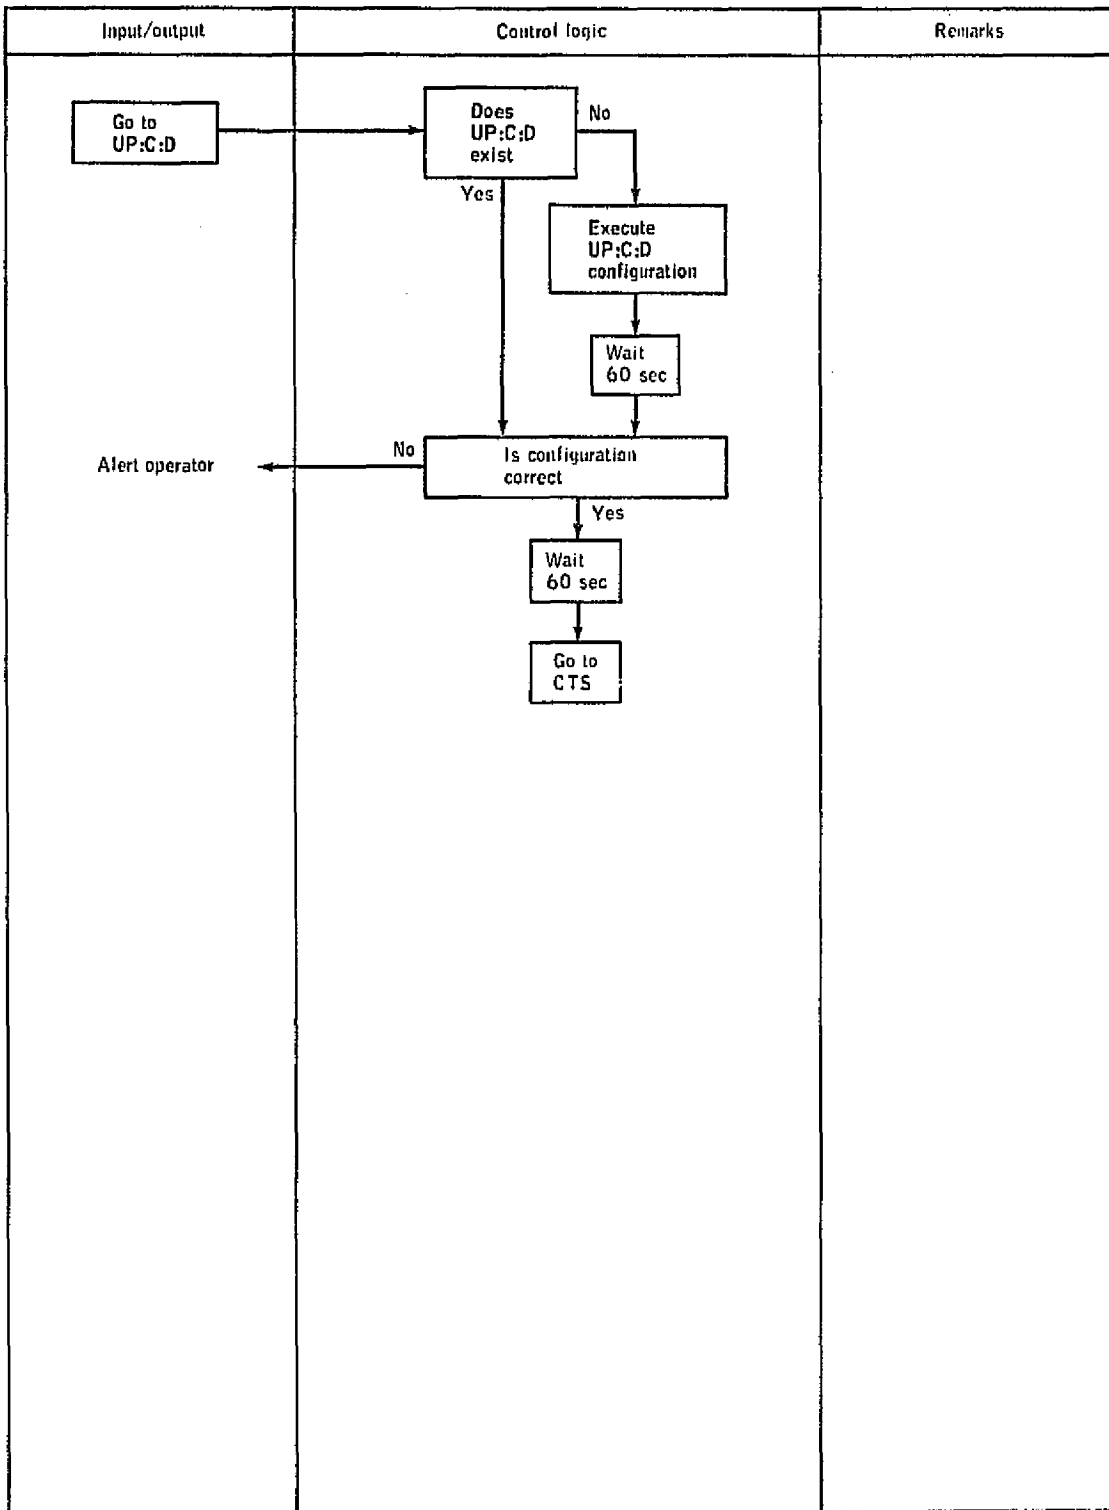 Input/output
Control logic
Remarks
Go to
UP:C:D
Does
UP:C:D
exist
No
Yes
Execute
UP:C:D
configuration
Wait
60 sec
Alert operator
No
Is configuration
correct
Yes
Wait
60 sec
Go to
CTS